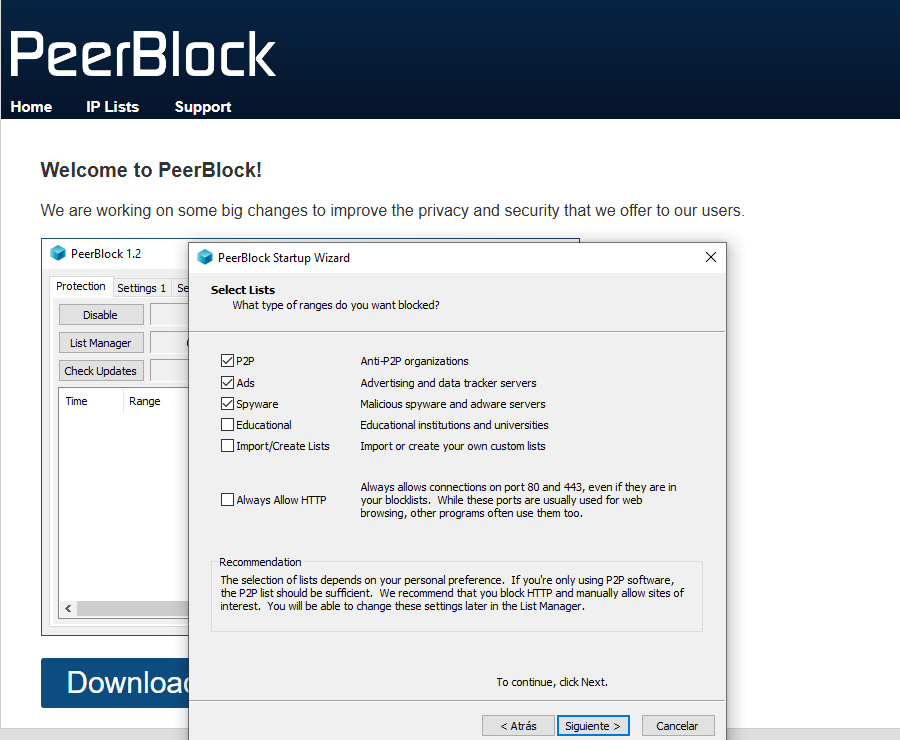 PeerBlock
Home IP Lists Support
Welcome to PeerBlock!
We are working on some big changes to improve the privacy and security that we offer to our users.
PeerBlock 1.2
Protection Settings 1
Disable
List Manager
Check Updates
Time Range
Download
PeerBlock Startup Wizard
Select Lists
What type of ranges do you want blocked?
P2P Anti-P2P organizations
Ads Advertising and data tracker servers
Spyware Malicious spyware and adware servers
Educational Educational institutions and universities
Import/Create Lists Import or create your own custom lists
Always Allow HTTP
Always allows connections on port 80 and 443, even if they are in
your blocklists. While these ports are usually used for web
browsing, other programs often use them too.
Recommendation
The selection of lists depends on your personal preference. If you're only using P2P software,
the P2P list should be sufficient. We recommend that you block HTTP and manually allow sites of
interest. You will be able to change these settings later in the List Manager.
To continue, click Next.
< Atrás Siguiente > Cancelar